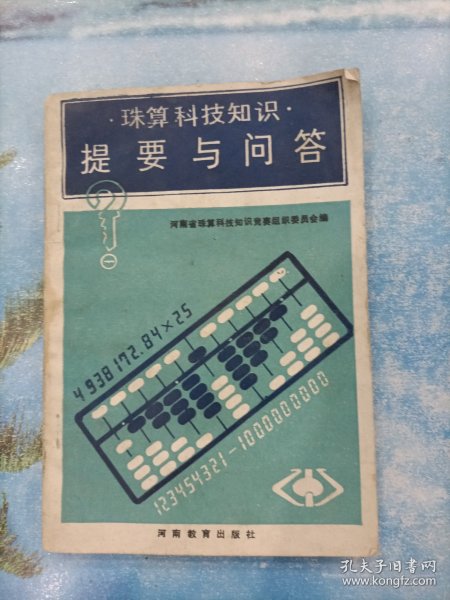 ·珠算科技知识·
提要与问答
河南省珠算科技知识竞赛组织委员会编
4938172.84×25
123454321-1000000000
河南教育出版社
孔夫子旧书网
www.kongfz.com